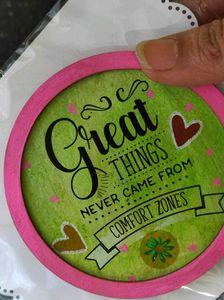 Great
THINGS
NEVER CAME FROM
COMFORT ZONES